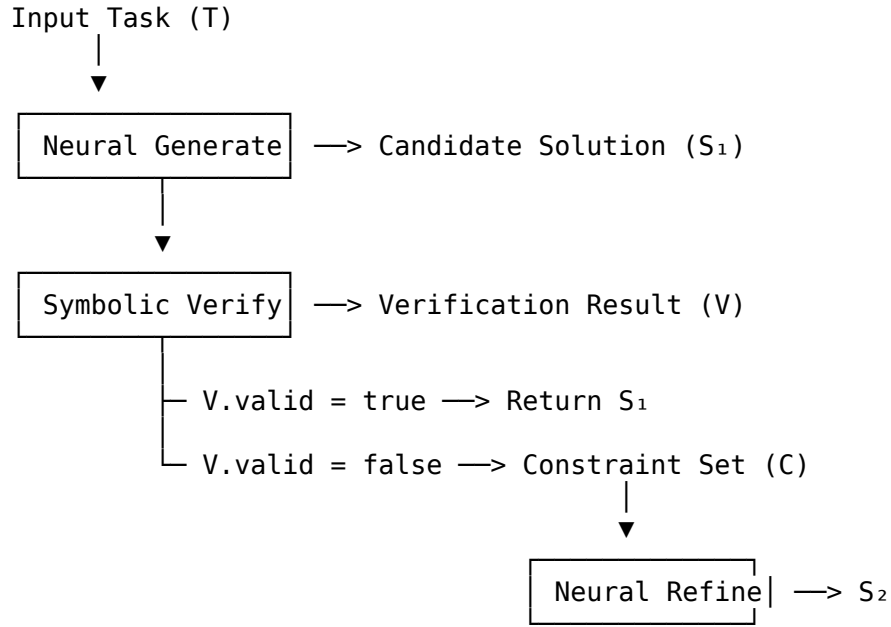 Input Task (T)
Neural Generate ──> Candidate Solution (S₁)
Symbolic Verify ──> Verification Result (V)
V.valid = true ──> Return S₁
V.valid = false ──> Constraint Set (C)
Neural Refine ──> S₂